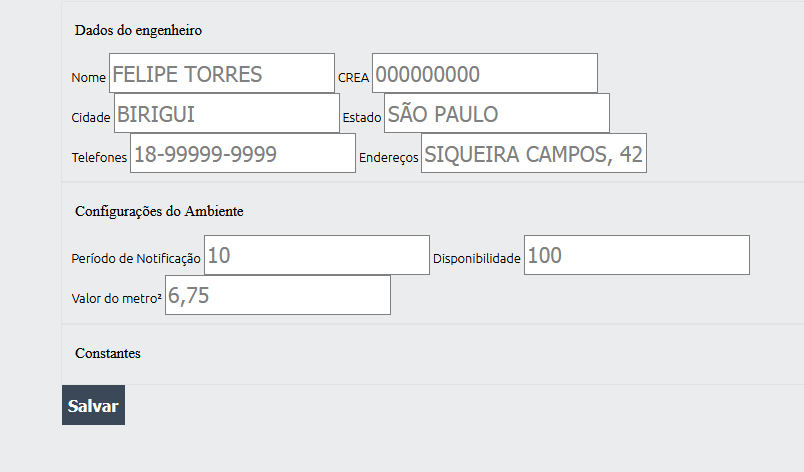 Dados do engenheiro
Nome FELIPE TORRES CREA 000000000
Cidade BIRIGUI Estado SÃO PAULO
Telefones 18-99999-9999 Endereços SIQUEIRA CAMPOS, 42
Configurações do Ambiente
Período de Notificação 10 Disponibilidade 100
Valor do metro² 6,75
Constantes
Salvar